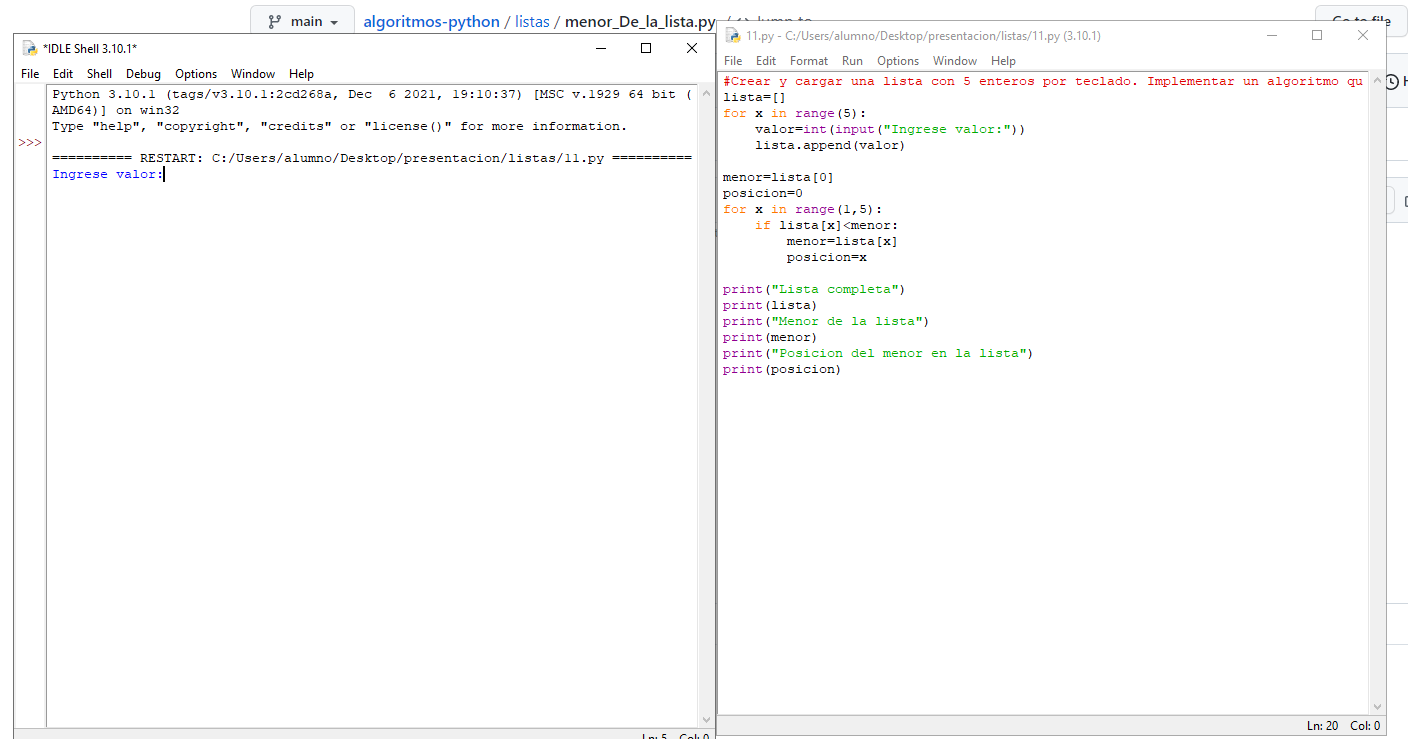 main
algoritmos-python / listas / menor_De_la_lista.py
*IDLE Shell 3.10.1*
File Edit Shell Debug Options Window Help
Python 3.10.1 (tags/v3.10.1:2cd268a, Dec  6 2021, 19:10:37) [MSC v.1929 64 bit (
AMD64)] on win32
Type "help", "copyright", "credits" or "license()" for more information.
>>>
========== RESTART: C:/Users/alumno/Desktop/presentacion/listas/11.py ==========
Ingrese valor:
Ln: 5 Col: 0
Go to file
11.py - C:/Users/alumno/Desktop/presentacion/listas/11.py (3.10.1)
File Edit Format Run Options Window Help
#Crear y cargar una lista con 5 enteros por teclado. Implementar un algoritmo qu
lista=[]
for x in range(5):
    valor=int(input("Ingrese valor:"))
    lista.append(valor)
menor=lista[0]
posicion=0
for x in range(1,5):
    if lista[x]<menor:
        menor=lista[x]
        posicion=x
print("Lista completa")
print(lista)
print("Menor de la lista")
print(menor)
print("Posicion del menor en la lista")
print(posicion)
Ln: 20 Col: 0